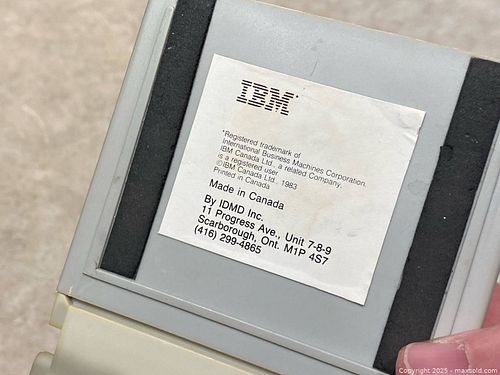 IBM*
*Registered trademark of
International Business Machines Corporation.
IBM Canada Ltd., a related Company,
is a registered user.
©IBM Canada Ltd., 1983
Printed in Canada
Made in Canada
By IDMD Inc.
11 Progress Ave., Unit 7-8-9
Scarborough, Ont. M1P 4S7
(416) 299-4865
Copyright 2025 - maxsold.com